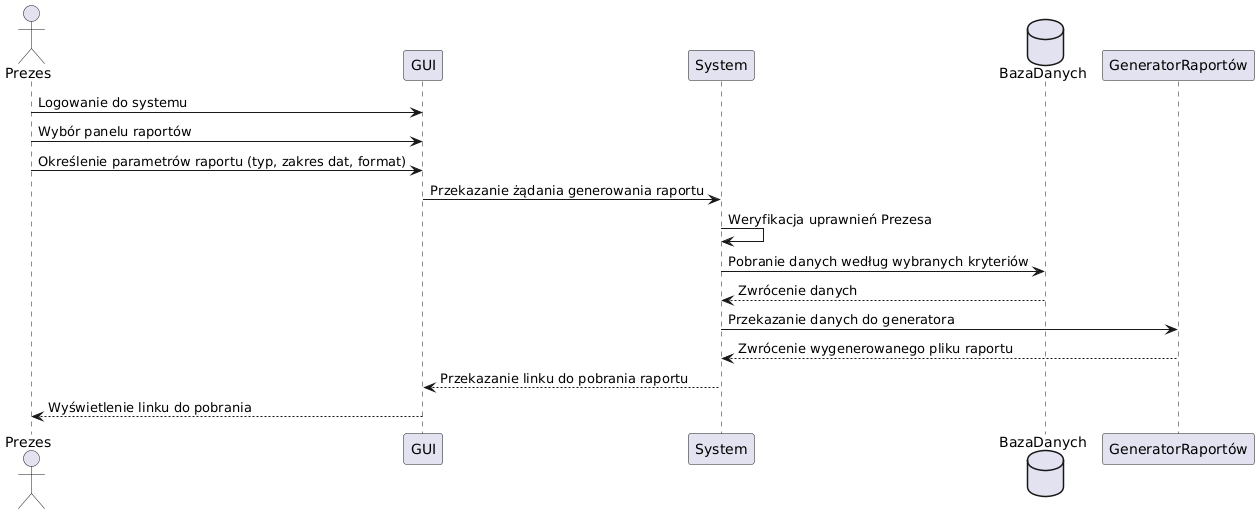 Prezes
GUI
System
BazaDanych
GeneratorRaportów
Logowanie do systemu
Wybór panelu raportów
Określenie parametrów raportu (typ, zakres dat, format)
Przekazanie żądania generowania raportu
Weryfikacja uprawnień Prezesa
Pobranie danych według wybranych kryteriów
Zwrócenie danych
Przekazanie danych do generatora
Zwrócenie wygenerowanego pliku raportu
Przekazanie linku do pobrania raportu
Wyświetlenie linku do pobrania
Prezes
GUI
System
BazaDanych
GeneratorRaportów